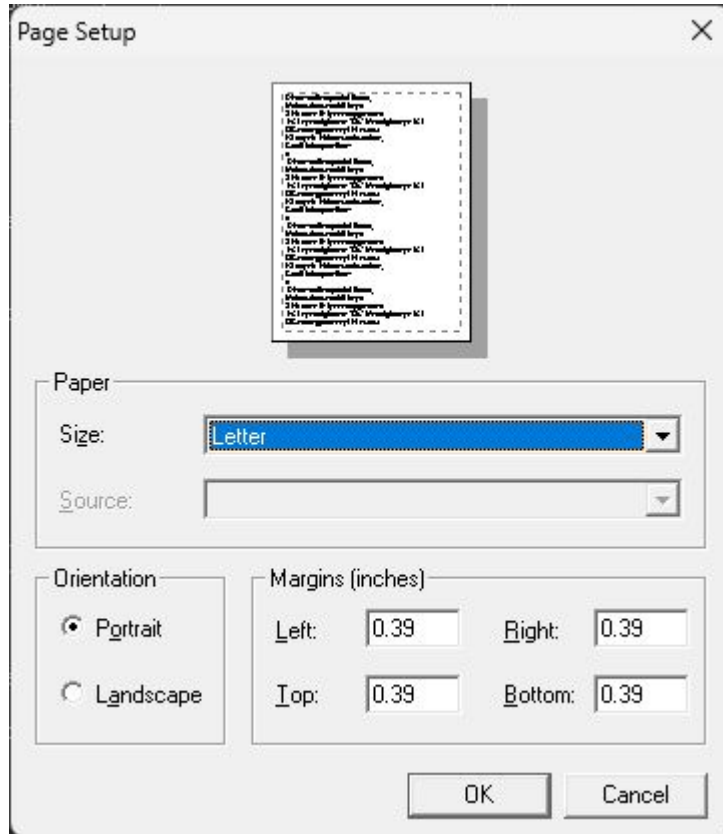 Page Setup
Paper
Size:
Letter
Source:
Orientation
Portrait
Landscape
Margins (inches)
Left:
0.39
Right:
0.39
Top:
0.39
Bottom:
0.39
OK
Cancel